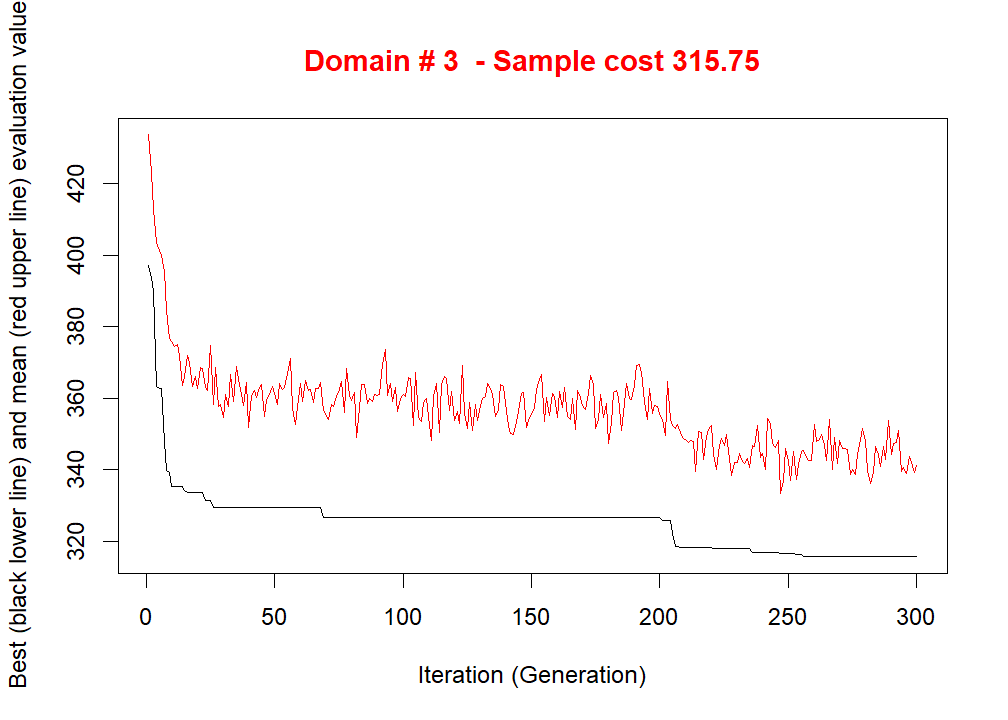 Domain # 3  - Sample cost 315.75
Best (black lower line) and mean (red upper line) evaluation value
420
400
380
360
340
320
0 50 100 150 200 250 300
Iteration (Generation)